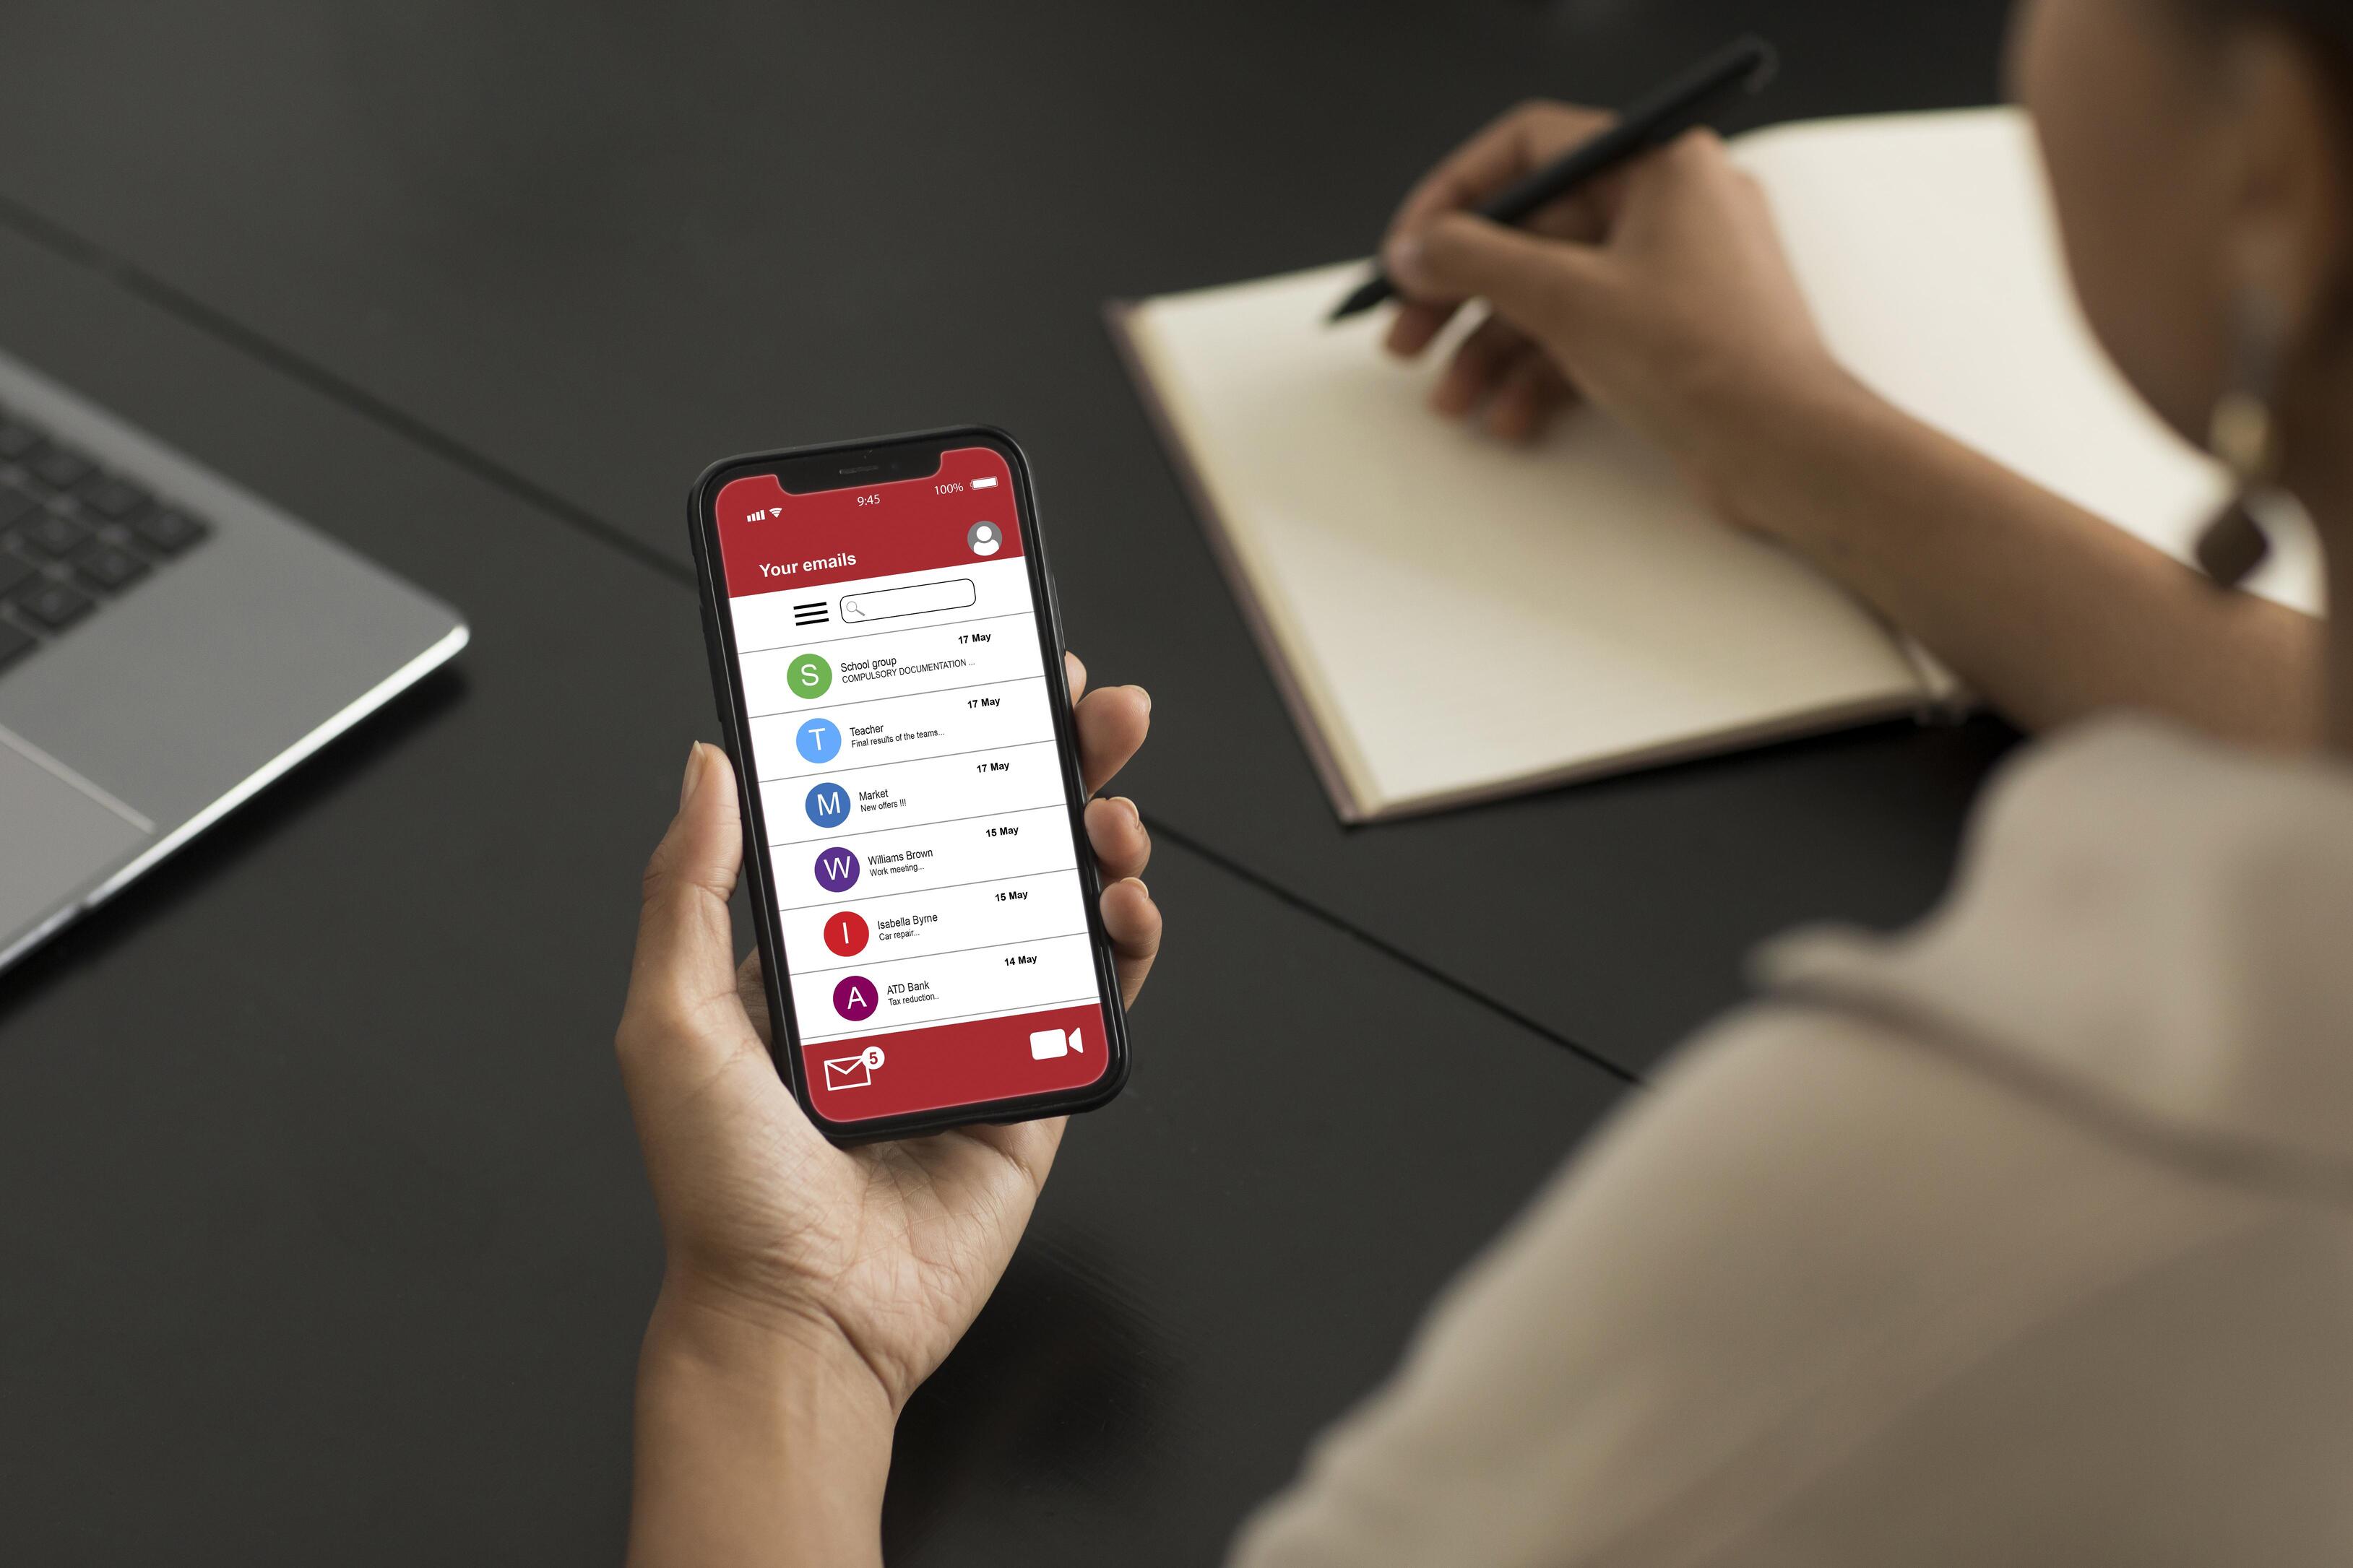 9:45
100%
Your emails
17 May
S
School group
COMPULSORY DOCUMENTATION ...
17 May
T
Teacher
Final results of the teams...
17 May
M
Market
New offers !!!
15 May
W
Williams Brown
Work meeting...
15 May
I
Isabella Byrne
Car repair...
14 May
A
ATD Bank
Tax reduction..
5